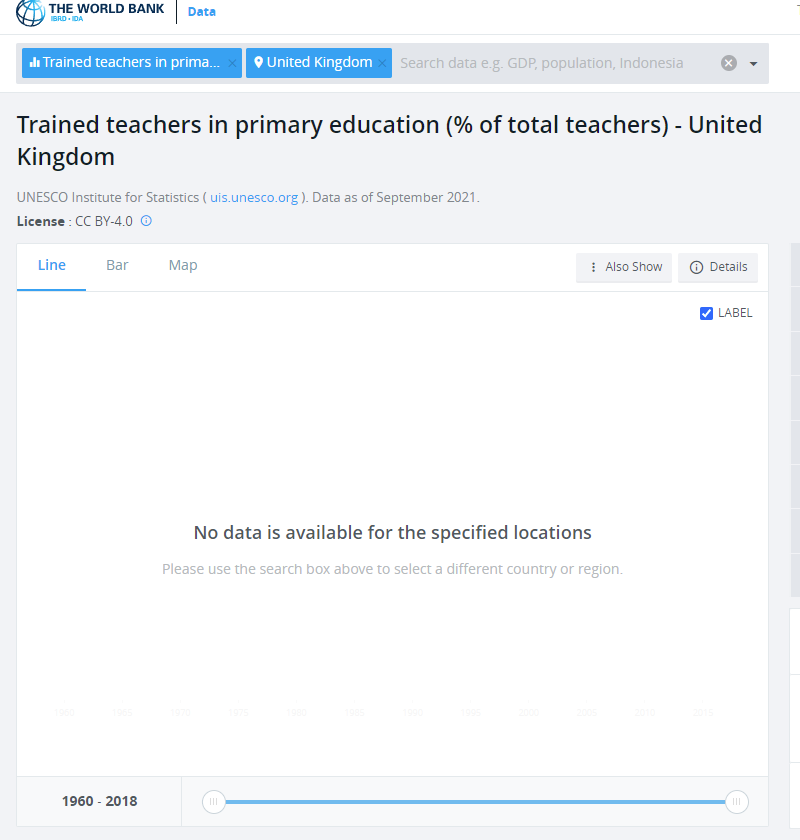 THE WORLD BANK
IBRD • IDA
Data
Trained teachers in prima... ×
United Kingdom ×
Search data e.g. GDP, population, Indonesia
Trained teachers in primary education (% of total teachers) - United
Kingdom
UNESCO Institute for Statistics ( uis.unesco.org ). Data as of September 2021.
License : CC BY-4.0
Line Bar Map
Also Show
Details
LABEL
No data is available for the specified locations
Please use the search box above to select a different country or region.
1960 1965 1970 1975 1980 1985 1990 1995 2000 2005 2010 2015
1960 - 2018